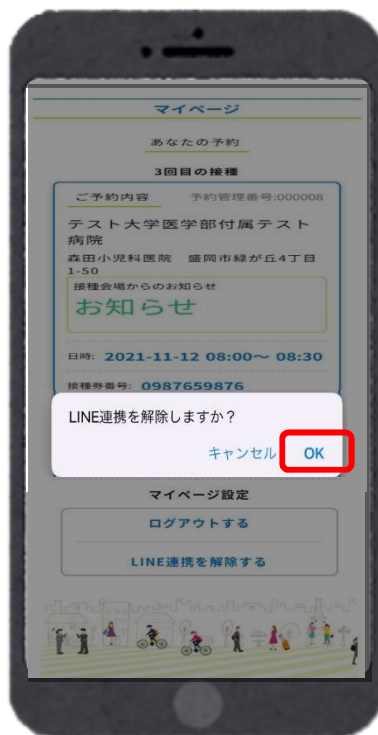 マイページ
あなたの予約
3回目の接種
ご予約内容 予約管理番号:000008
テスト大学医学部付属テスト
病院
森田小児科医院 盛岡市緑が丘4丁目
1-50
接種会場からのお知らせ
お知らせ
日時: 2021-11-12 08:00~ 08:30
接種券番号: 0987659876
LINE連携を解除しますか？
キャンセル OK
マイページ設定
ログアウトする
LINE連携を解除する